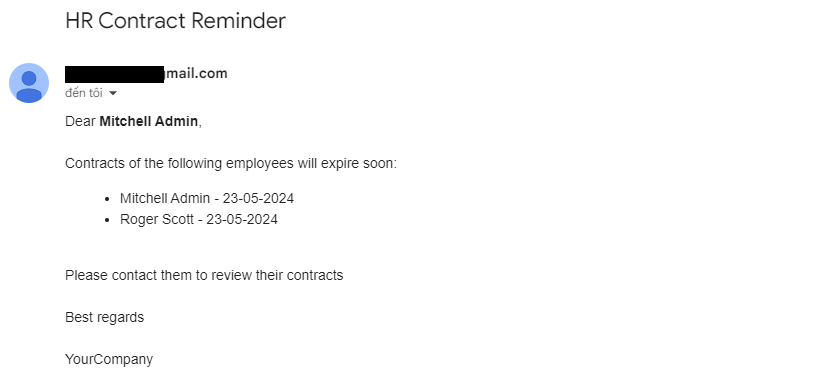 HR Contract Reminder
mail.com
đến tôi
Dear Mitchell Admin,
Contracts of the following employees will expire soon:
• Mitchell Admin - 23-05-2024
• Roger Scott - 23-05-2024
Please contact them to review their contracts
Best regards
YourCompany